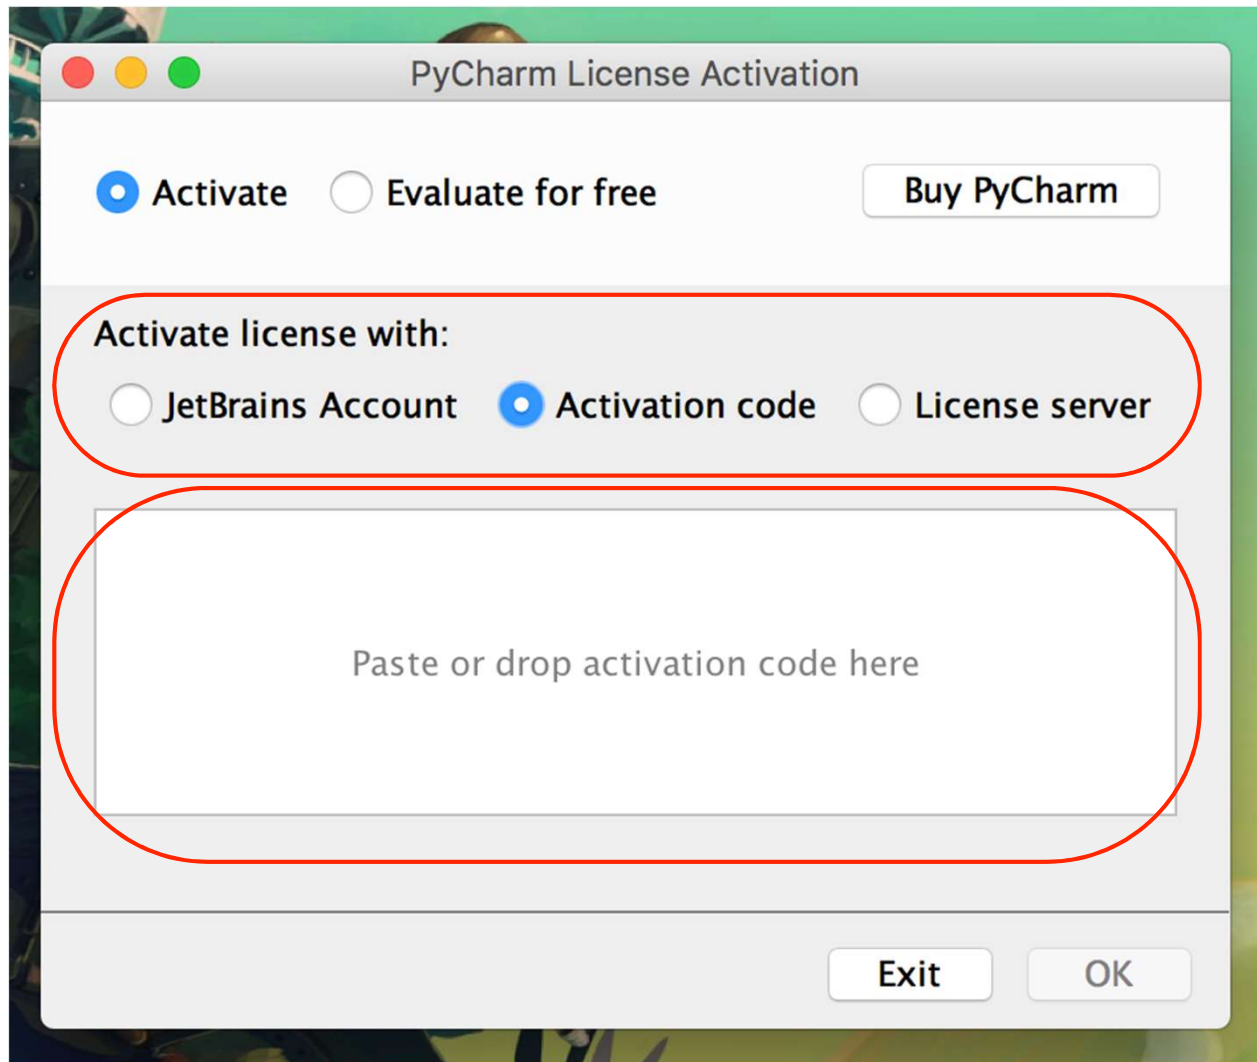 PyCharm License Activation
Activate Evaluate for free Buy PyCharm
Activate license with:
JetBrains Account Activation code License server
Paste or drop activation code here
Exit OK